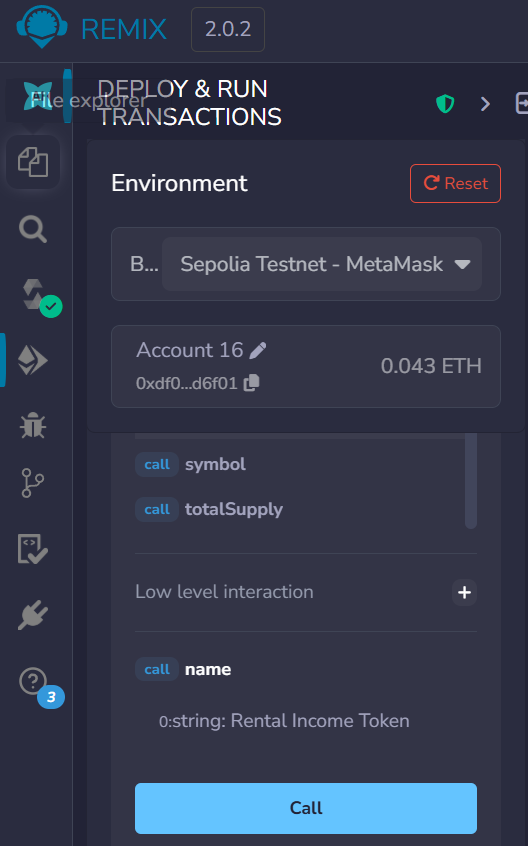 REMIX 2.0.2
File explorer
DEPLOY & RUN
TRANSACTIONS
Environment Reset
B... Sepolia Testnet - MetaMask
Account 16
0xdf0...d6f01 0.043 ETH
call symbol
call totalSupply
Low level interaction
call name
3
0:string: Rental Income Token
Call